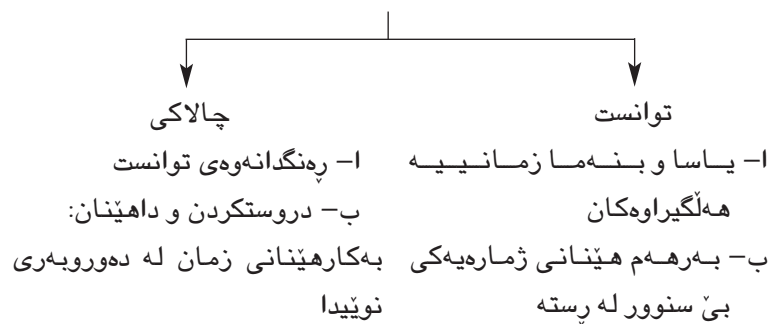 توانست
ا– یاسا و بنەما زمانییە
هەڵگیراوەکان
ب– بەرهەم هێنانی ژمارەیەکی
بێ سنوور لە ڕستە
چالاکی
ا– ڕەنگدانەوەی توانست
ب– دروستکردن و داهێنان:
بەکارهێنانی زمان لە دەوروبەری
نوێیدا